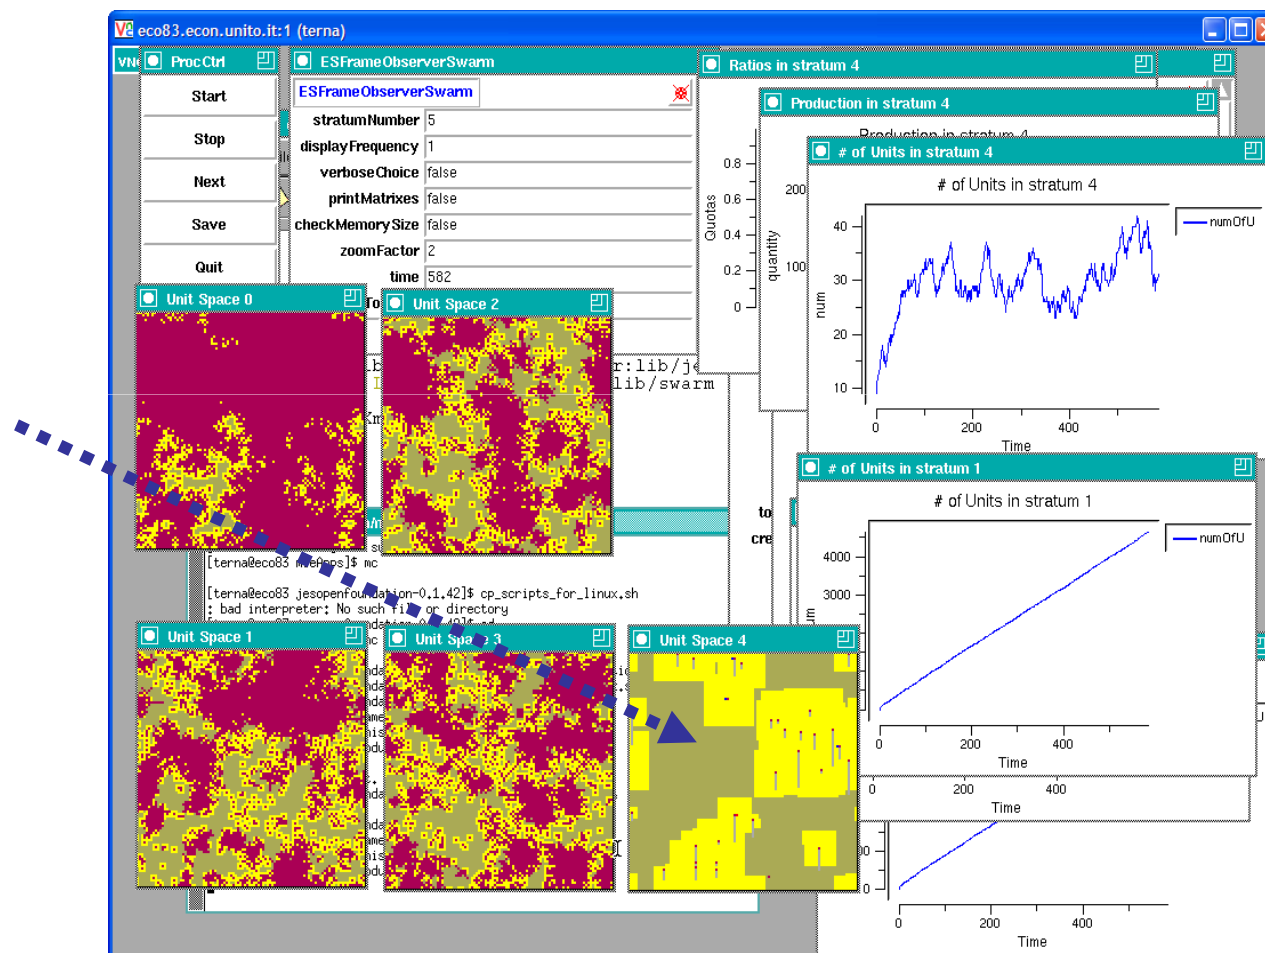 eco83.econ.unito.it:1 (terna)
ProcCtrl
Start
Stop
Next
Save
Quit
ESFrameObserverSwarm
ESFrameObserverSwarm
stratumNumber 5
displayFrequency 1
verboseChoice false
printMatrixes false
checkMemorySize false
zoomFactor 2
time 582
Ratios in stratum 4
Quotas
0.8
0.6
0.4
0.2
0
Production in stratum 4
Production in stratum 4
quantity
200
100
# of Units in stratum 4
# of Units in stratum 4
numOfU
num
40
30
20
10
0 200 400
Time
# of Units in stratum 1
# of Units in stratum 1
numOfU
4000
3000
0 200 400
Time
0 200 400
Time
0 200 400
Time
Unit Space 0
Unit Space 2
r:lib/je
lib/swarm
to
cre
[terna@eco83 mc
[terna@eco83 jesopenfoundation-0.1.42]$ cp_scripts_for_linux.sh
: bad interpreter: No such file or directory
Unit Space 1
Unit Space 3
Unit Space 4